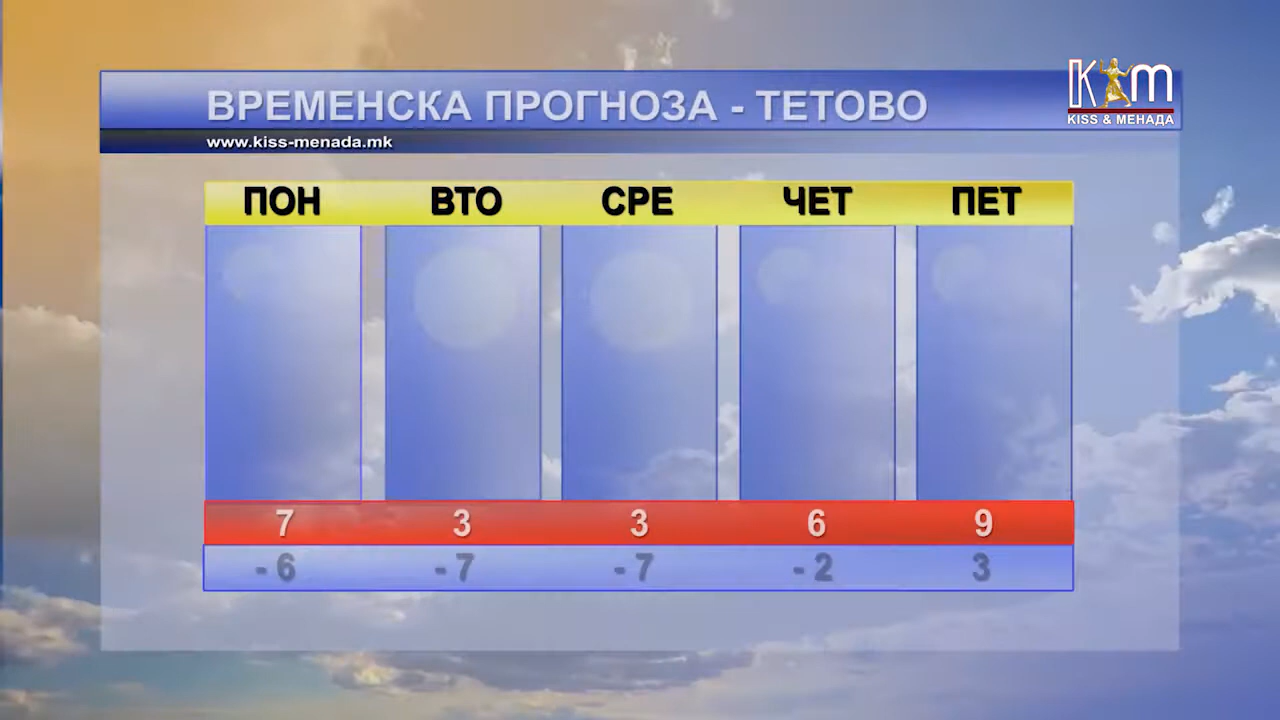 ВРЕМЕНСКА ПРОГНОЗА - ТЕТОВО
K m
KISS & МЕНАДА
www.kiss-menada.mk
ПОН ВТО СРЕ ЧЕТ ПЕТ
7 3 3 6 9
- 6 - 7 - 7 - 2 3